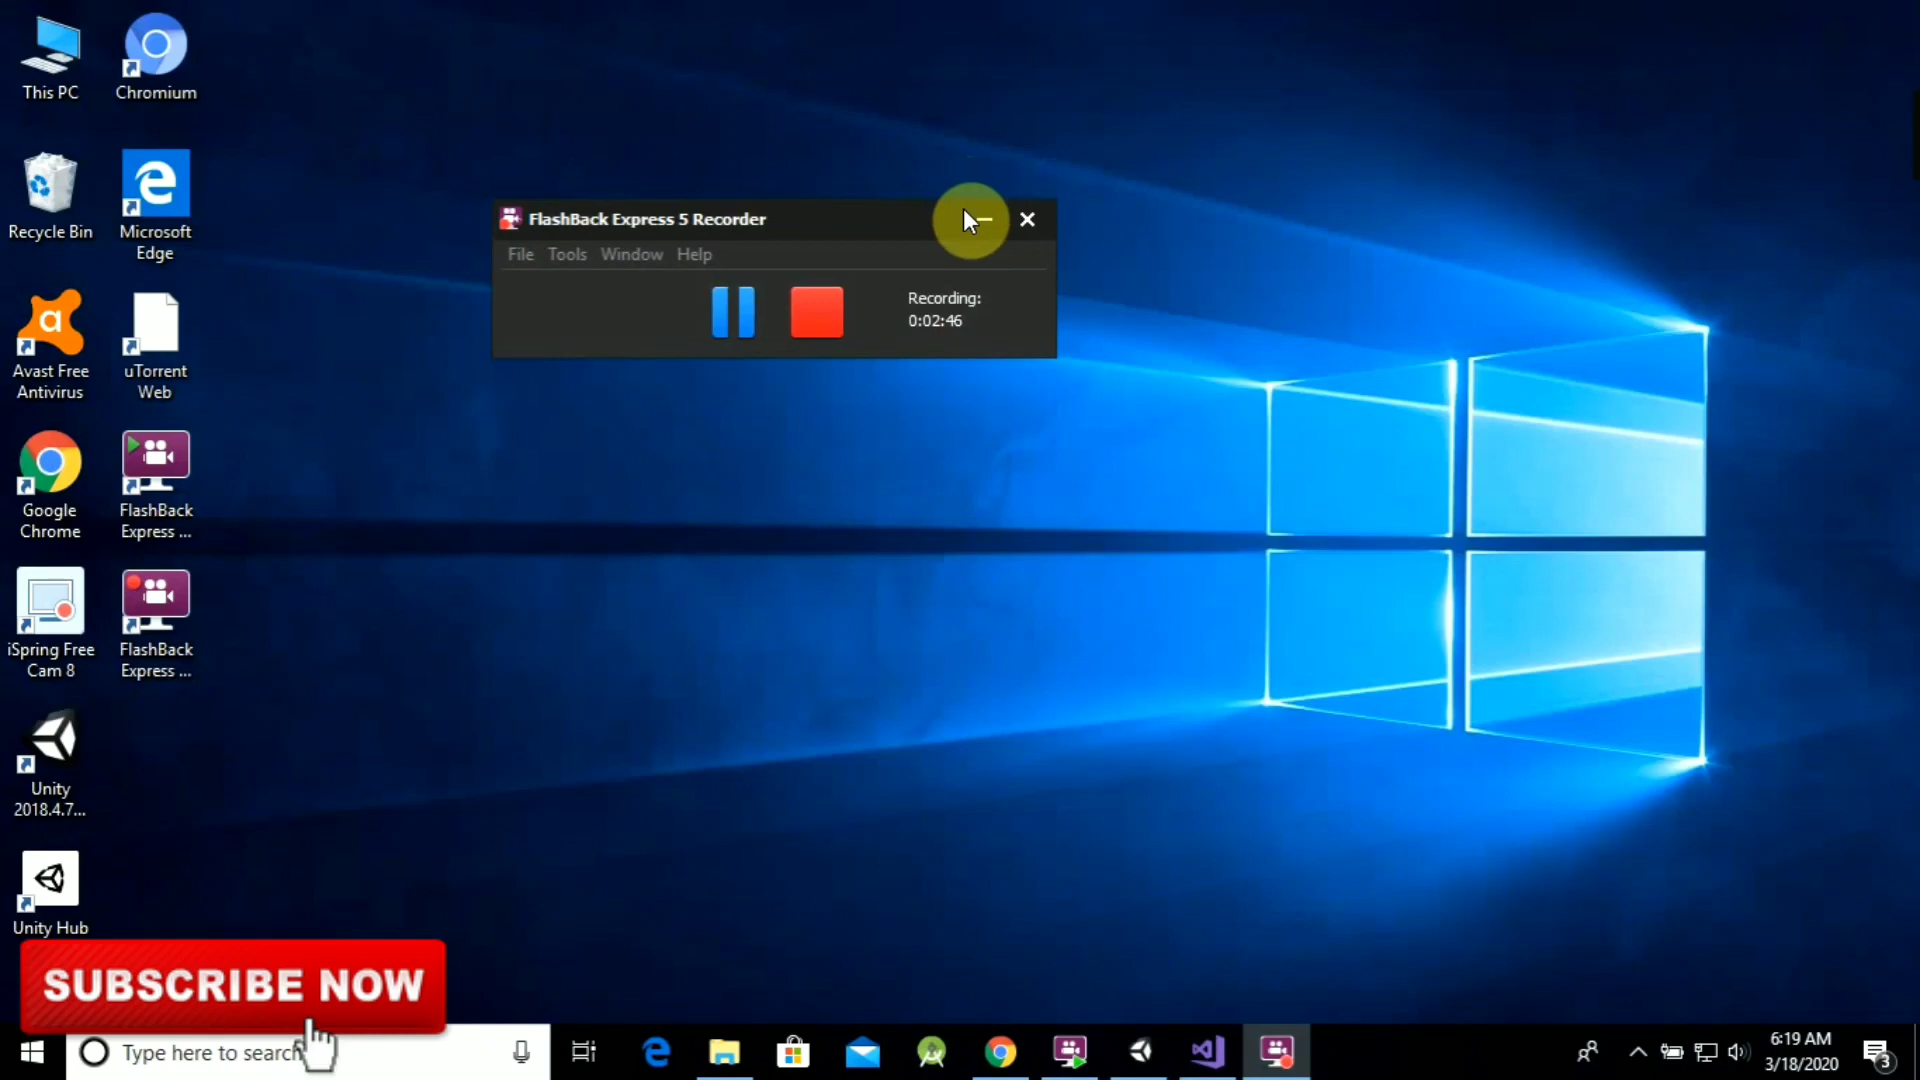 This PC
Chromium
Recycle Bin
Microsoft
Edge
Avast Free
Antivirus
uTorrent
Web
Google
Chrome
FlashBack
Express ...
iSpring Free
Cam 8
FlashBack
Express ...
Unity
2018.4.7...
Unity Hub
FlashBack Express 5 Recorder
File Tools Window Help
Recording:
0:02:46
SUBSCRIBE NOW
Type here to search
6:19 AM
3/18/2020
3